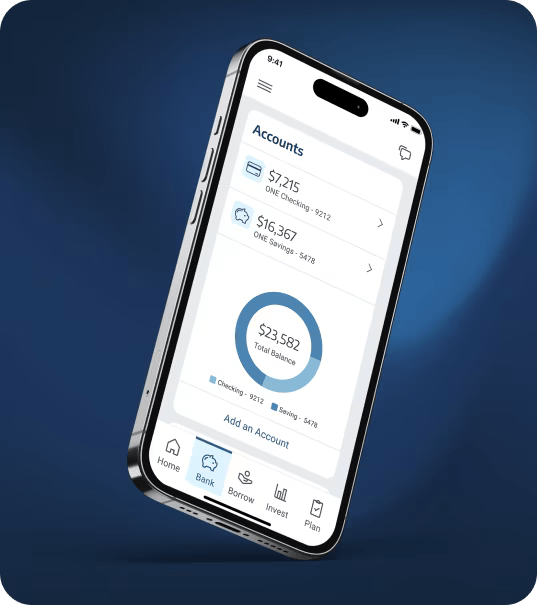 9:41
Accounts
$7,215
ONE Checking - 9212
$16,367
ONE Savings - 5478
$23,582
Total Balance
Checking - 9212
Saving - 5478
Add an Account
Home
Bank
Borrow
Invest
Plan